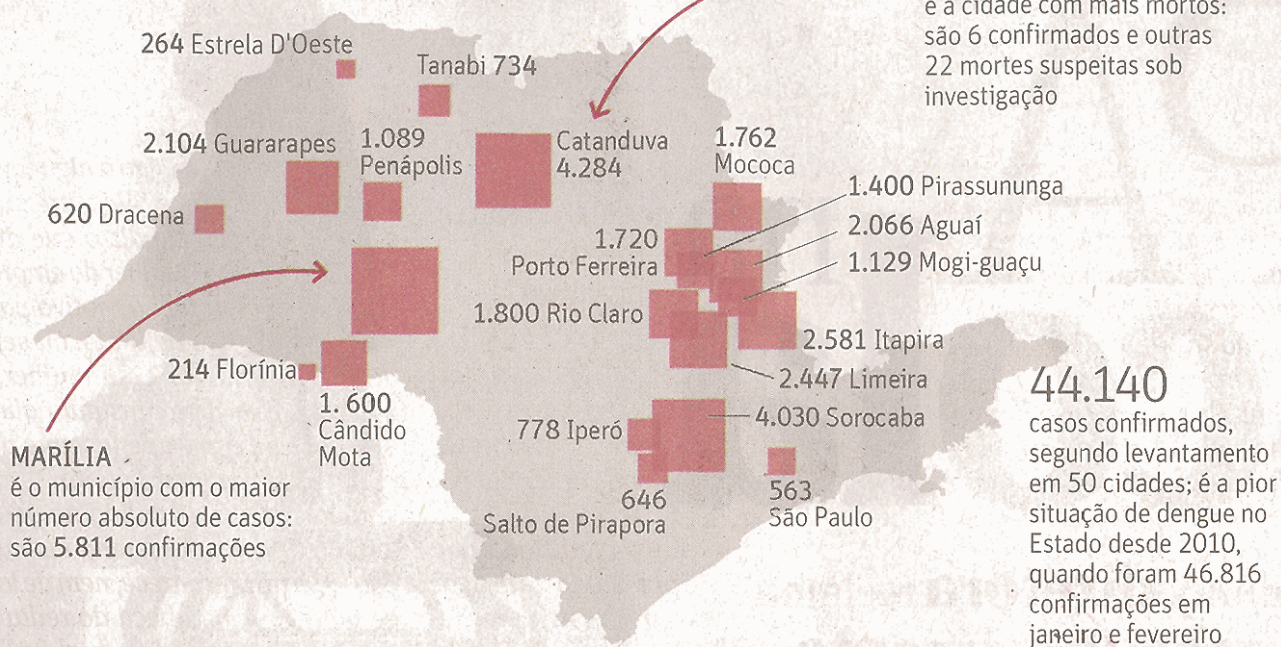 e a cidade com mais mortos:
são 6 confirmados e outras
22 mortes suspeitas sob
investigação
264 Estrela D'Oeste
Tanabi 734
2.104 Guararapes
1.089
Penápolis
Catanduva
4.284
1.762
Mococa
620 Dracena
1.400 Pirassununga
2.066 Aguaí
1.129 Mogi-guaçu
1.720
Porto Ferreira
1.800 Rio Claro
2.581 Itapira
2.447 Limeira
214 Florínia
1. 600
Cândido
Mota
778 Iperó
4.030 Sorocaba
646
Salto de Pirapora
563
São Paulo
MARÍLIA
é o município com o maior
número absoluto de casos:
são 5.811 confirmações
44.140
casos confirmados,
segundo levantamento
em 50 cidades; é a pior
situação de dengue no
Estado desde 2010,
quando foram 46.816
confirmações em
janeiro e fevereiro